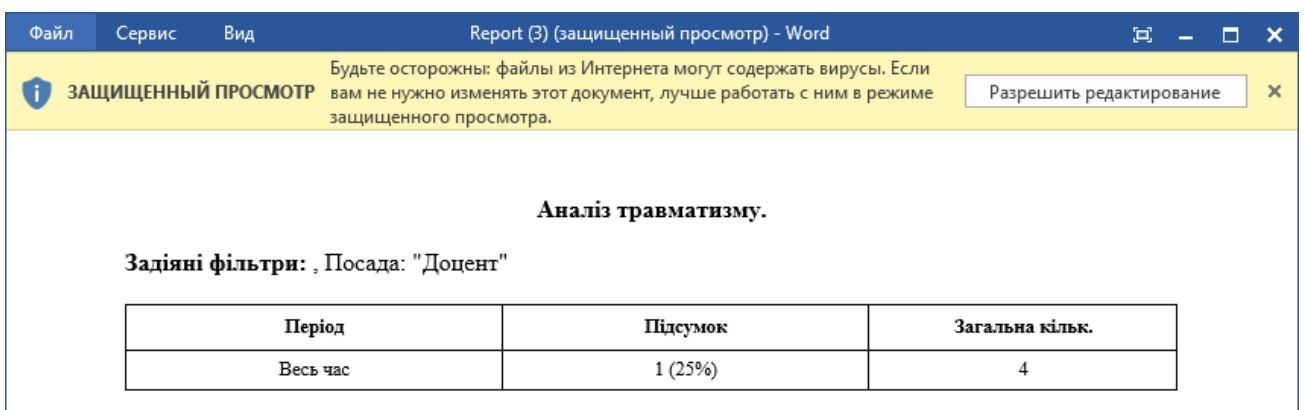 Файл Сервис Вид Report (3) (защищенный просмотр) - Word
ЗАЩИЩЕННЫЙ ПРОСМОТР Будьте осторожны: файлы из Интернета могут содержать вирусы. Если
вам не нужно изменять этот документ, лучше работать с ним в режиме
защищенного просмотра.
Разрешить редактирование
Аналіз травматизму.
Задіяні фільтри: , Посада: "Доцент"
Період Підсумок Загальна кільк.
Весь час 1 (25%) 4